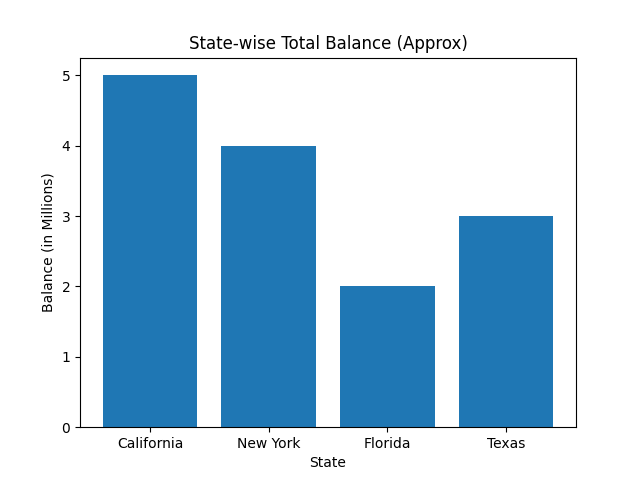 State-wise Total Balance (Approx)
Balance (in Millions)
5
4
3
2
1
0
California New York Florida Texas
State